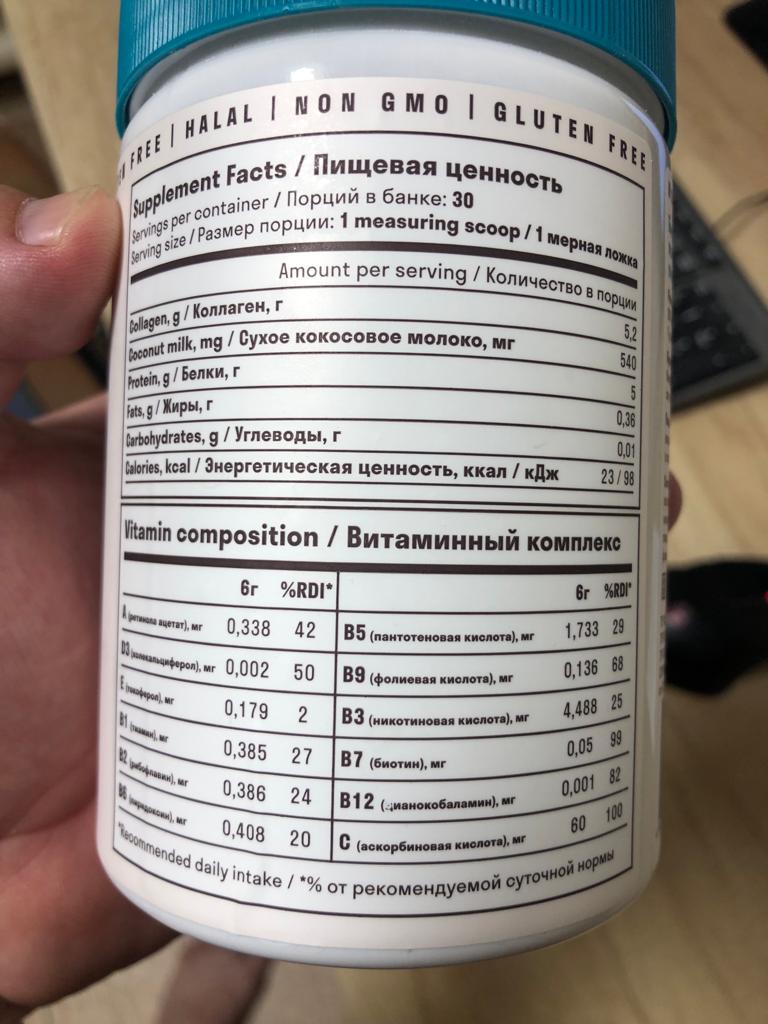 FREE | HALAL | NON GMO | GLUTEN FREE
Supplement Facts / Пищевая ценность
Servings per container / Порций в банке: 30
Serving size / Размер порции: 1 measuring scoop / 1 мерная ложка
Amount per serving / Количество в порции
Collagen, g / Коллаген, г 5,2
Coconut milk, mg / Сухое кокосовое молоко, мг 540
Protein, g / Белки, г 5
Fats, g / Жиры, г 0,36
Carbohydrates, g / Углеводы, г 0,01
Calories, kcal / Энергетическая ценность, ккал / кДж 23 / 98
Vitamin composition / Витаминный комплекс
6г %RDI* 6г %RDI*
A (ретинола ацетат), мг 0,338 42 B5 (пантотеновая кислота), мг 1,733 29
D3 (холекальциферол), мг 0,002 50 B9 (фолиевая кислота), мг 0,136 68
E (токоферол), мг 0,179 2 B3 (никотиновая кислота), мг 4,488 25
B1 (тиамин), мг 0,385 27 B7 (биотин), мг 0,05 99
B2 (рибофлавин), мг 0,386 24 B12 (цианокобаламин), мг 0,001 82
B6 (пиридоксин), мг 0,408 20 C (аскорбиновая кислота), мг 60 100
*Recommended daily intake / *% от рекомендуемой суточной нормы